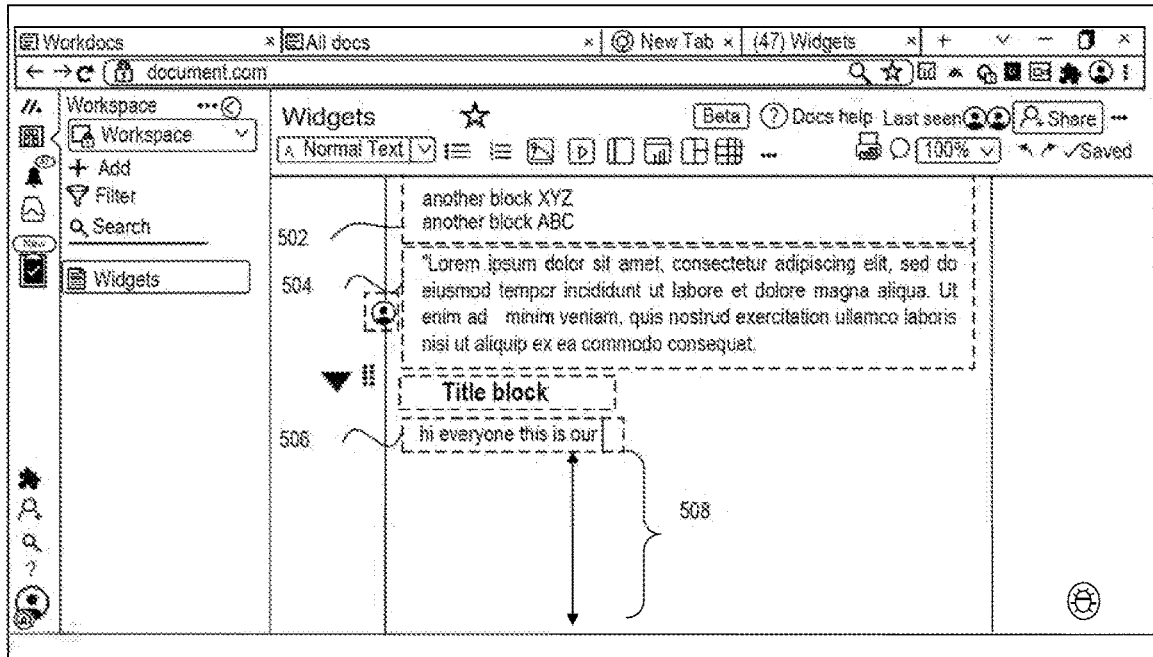 Workdocs × All docs × New Tab × (47) Widgets × + — ×
document.com
Workspace •••
Workspace
+ Add
Filter
Search
New
Widgets
?
Widgets Beta ? Docs help Last seen Share •••
A Normal Text ••• 100% ✓Saved
another block XYZ
another block ABC
502
504
"Lorem ipsum dolor sit amet, consectetur adipiscing elit, sed do
eiusmod tempor incididunt ut labore et dolore magna aliqua. Ut
enim ad minim veniam, quis nostrud exercitation ullamco laboris
nisi ut aliquip ex ea commodo consequat.
Title block
506
hi everyone this is our
508